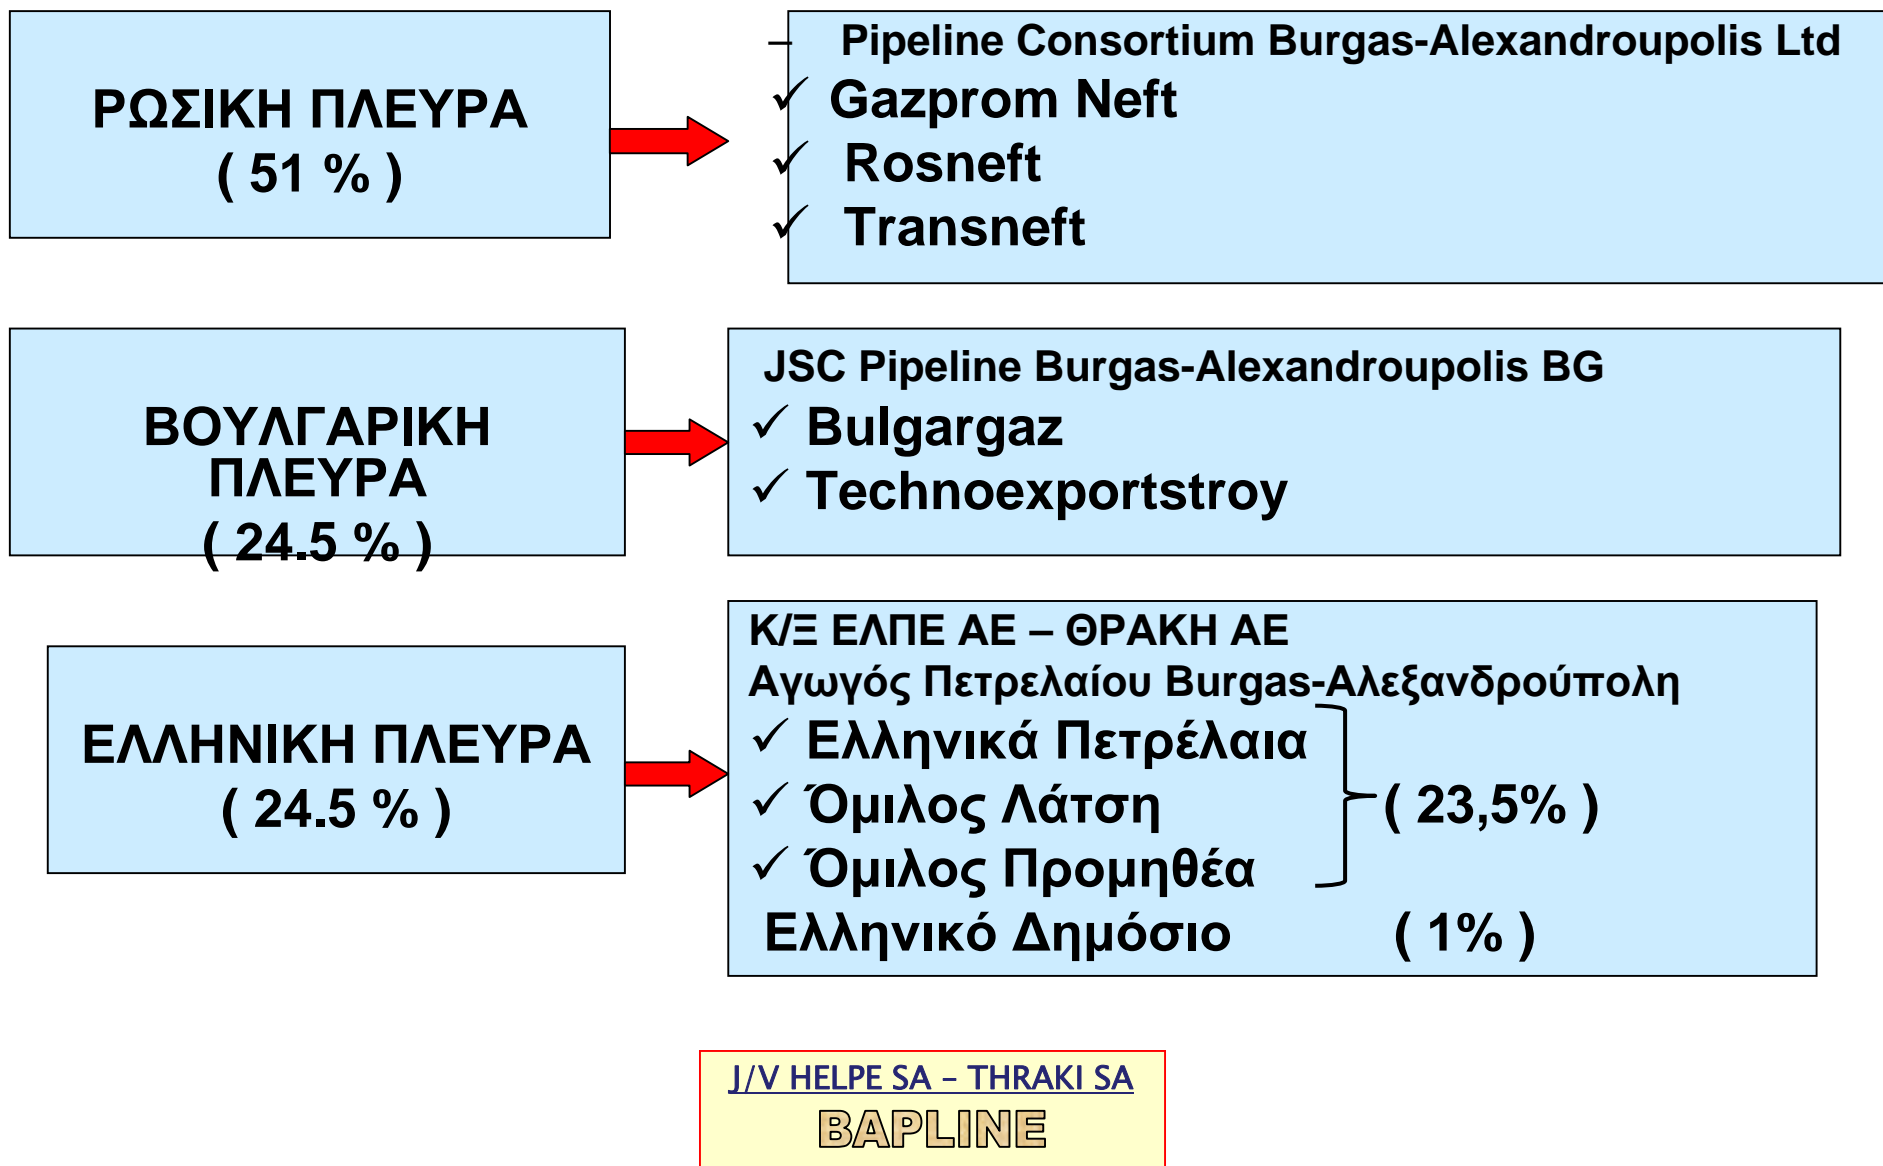 ΡΩΣΙΚΗ ΠΛΕΥΡΑ
( 51 % )
– Pipeline Consortium Burgas-Alexandroupolis Ltd
✓ Gazprom Neft
✓ Rosneft
✓ Transneft
ΒΟΥΛΓΑΡΙΚΗ
ΠΛΕΥΡΑ
( 24.5 % )
JSC Pipeline Burgas-Alexandroupolis BG
✓ Bulgargaz
✓ Technoexportstroy
ΕΛΛΗΝΙΚΗ ΠΛΕΥΡΑ
( 24.5 % )
Κ/Ξ ΕΛΠΕ ΑΕ – ΘΡΑΚΗ ΑΕ
Αγωγός Πετρελαίου Burgas-Αλεξανδρούπολη
✓ Ελληνικά Πετρέλαια
✓ Όμιλος Λάτση ( 23,5% )
✓ Όμιλος Προμηθέα
Ελληνικό Δημόσιο ( 1% )
J/V HELPE SA – THRAKI SA
BAPLINE